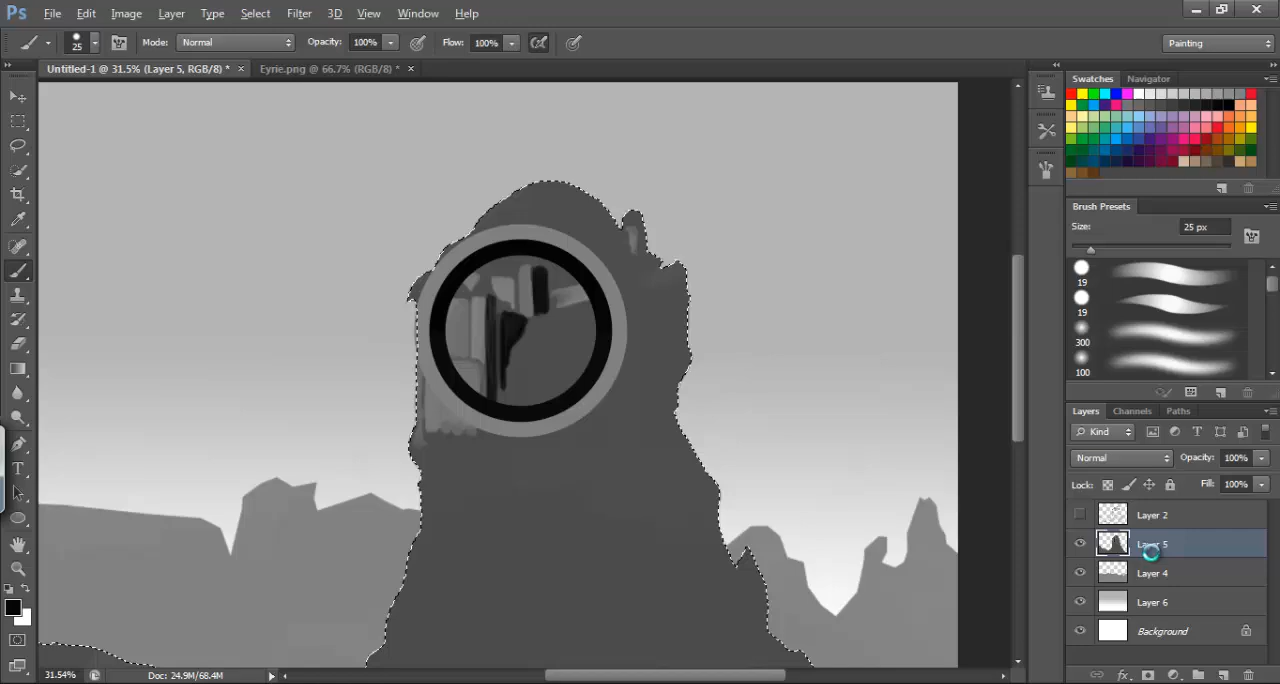 Ps File Edit Image Layer Type Select Filter 3D View Window Help
25 Mode: Normal Opacity: 100% Flow: 100% Painting
Untitled-1 @ 31.5% (Layer 5, RGB/8) * × Eyrie.png @ 66.7% (RGB/8) * ×
Swatches Navigator
Brush Presets
Size: 25 px
19
19
300
100
Layers Channels Paths
Kind
Normal Opacity: 100%
Lock: Fill: 100%
Layer 2
Layer 5
Layer 4
Layer 6
Background
31.54% Doc: 24.9M/68.4M